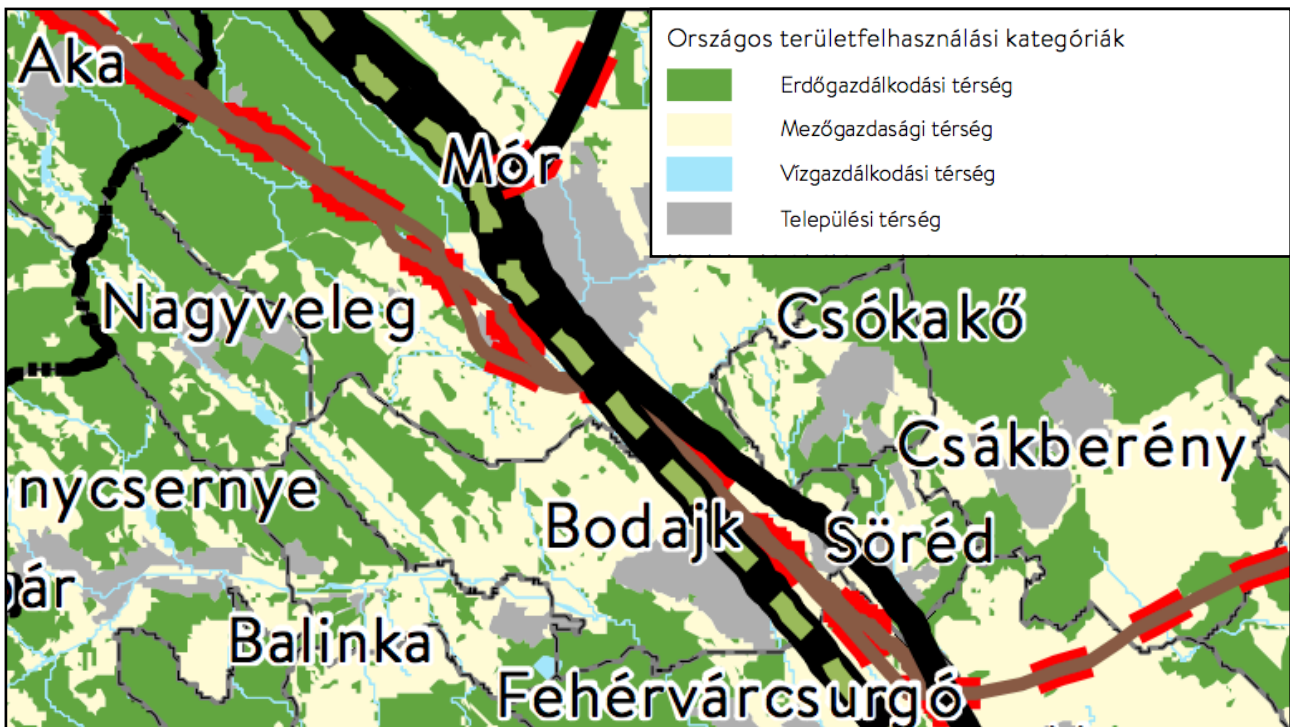 Országos területfelhasználási kategóriák
Erdőgazdálkodási térség
Mezőgazdasági térség
Vízgazdálkodási térség
Települési térség
Aka
Mór
Nagyveleg
Csókakő
Csákberény
nycsernye
Bodajk
Söréd
pár
Balinka
Fehérvárcsurgó